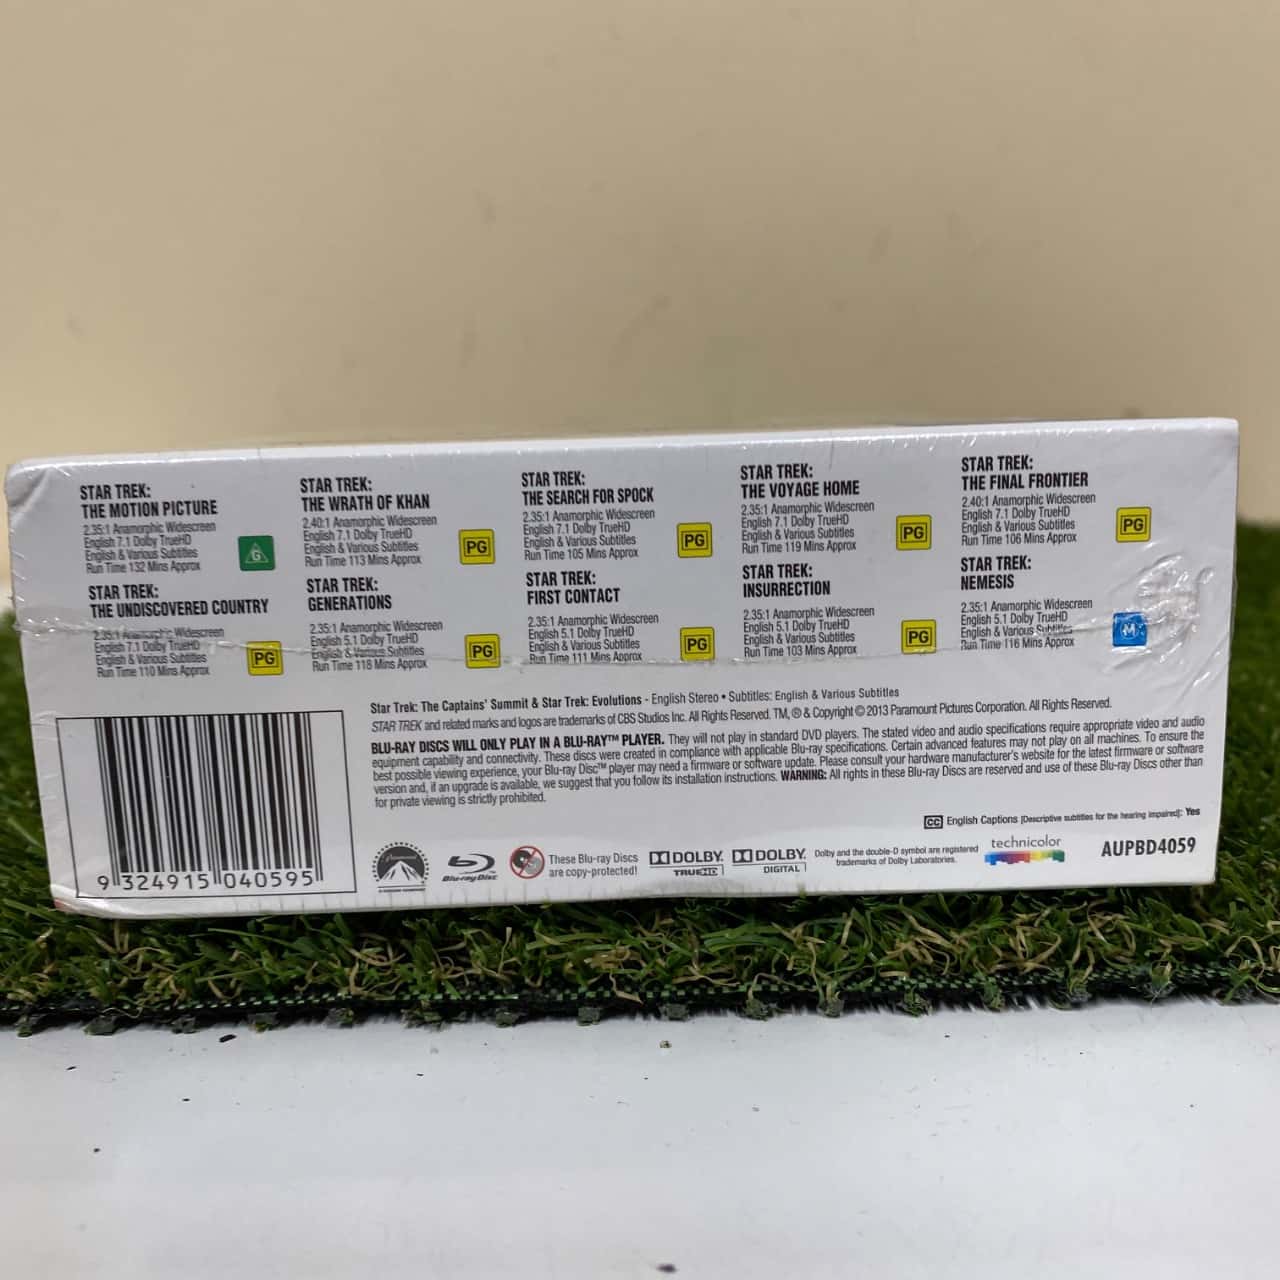 STAR TREK:
THE MOTION PICTURE
2.35:1 Anamorphic Widescreen
English 7.1 Dolby TrueHD
English & Various Subtitles
Run Time 132 Mins Approx
G
STAR TREK:
THE WRATH OF KHAN
2.40:1 Anamorphic Widescreen
English 7.1 Dolby TrueHD
English & Various Subtitles
Run Time 113 Mins Approx
PG
STAR TREK:
THE SEARCH FOR SPOCK
2.35:1 Anamorphic Widescreen
English 7.1 Dolby TrueHD
English & Various Subtitles
Run Time 105 Mins Approx
PG
STAR TREK:
THE VOYAGE HOME
2.35:1 Anamorphic Widescreen
English 7.1 Dolby TrueHD
English & Various Subtitles
Run Time 119 Mins Approx
PG
STAR TREK:
THE FINAL FRONTIER
2.40:1 Anamorphic Widescreen
English 7.1 Dolby TrueHD
English & Various Subtitles
Run Time 106 Mins Approx
PG
STAR TREK:
THE UNDISCOVERED COUNTRY
2.35:1 Anamorphic Widescreen
English 7.1 Dolby TrueHD
English & Various Subtitles
Run Time 110 Mins Approx
PG
STAR TREK:
GENERATIONS
2.35:1 Anamorphic Widescreen
English 5.1 Dolby TrueHD
English & Various Subtitles
Run Time 118 Mins Approx
PG
STAR TREK:
FIRST CONTACT
2.35:1 Anamorphic Widescreen
English 5.1 Dolby TrueHD
English & Various Subtitles
Run Time 111 Mins Approx
PG
STAR TREK:
INSURRECTION
2.35:1 Anamorphic Widescreen
English 5.1 Dolby TrueHD
English & Various Subtitles
Run Time 103 Mins Approx
PG
STAR TREK:
NEMESIS
2.35:1 Anamorphic Widescreen
English 5.1 Dolby TrueHD
English & Various Subtitles
Run Time 116 Mins Approx
M
Star Trek: The Captains' Summit & Star Trek: Evolutions - English Stereo • Subtitles: English & Various Subtitles
STAR TREK and related marks and logos are trademarks of CBS Studios Inc. All Rights Reserved. TM, ® & Copyright © 2013 Paramount Pictures Corporation. All Rights Reserved.
BLU-RAY DISCS WILL ONLY PLAY IN A BLU-RAY™ PLAYER. They will not play in standard DVD players. The stated video and audio specifications require appropriate video and audio
equipment capability and connectivity. These discs were created in compliance with applicable Blu-ray specifications. Certain advanced features may not play on all machines. To ensure the
best possible viewing experience, your Blu-ray Disc™ player may need a firmware or software update. Please consult your hardware manufacturer's website for the latest firmware or software
version and, if an upgrade is available, we suggest that you follow its installation instructions. WARNING: All rights in these Blu-ray Discs are reserved and use of these Blu-ray Discs other than
for private viewing is strictly prohibited.
CC English Captions [Descriptive subtitles for the hearing impaired]: Yes
9 324915 040595
Paramount
Blu-ray Disc
These Blu-ray Discs
are copy-protected!
DOLBY
TRUEHD
DOLBY
DIGITAL
Dolby and the double-D symbol are registered
trademarks of Dolby Laboratories.
technicolor
AUPBD4059